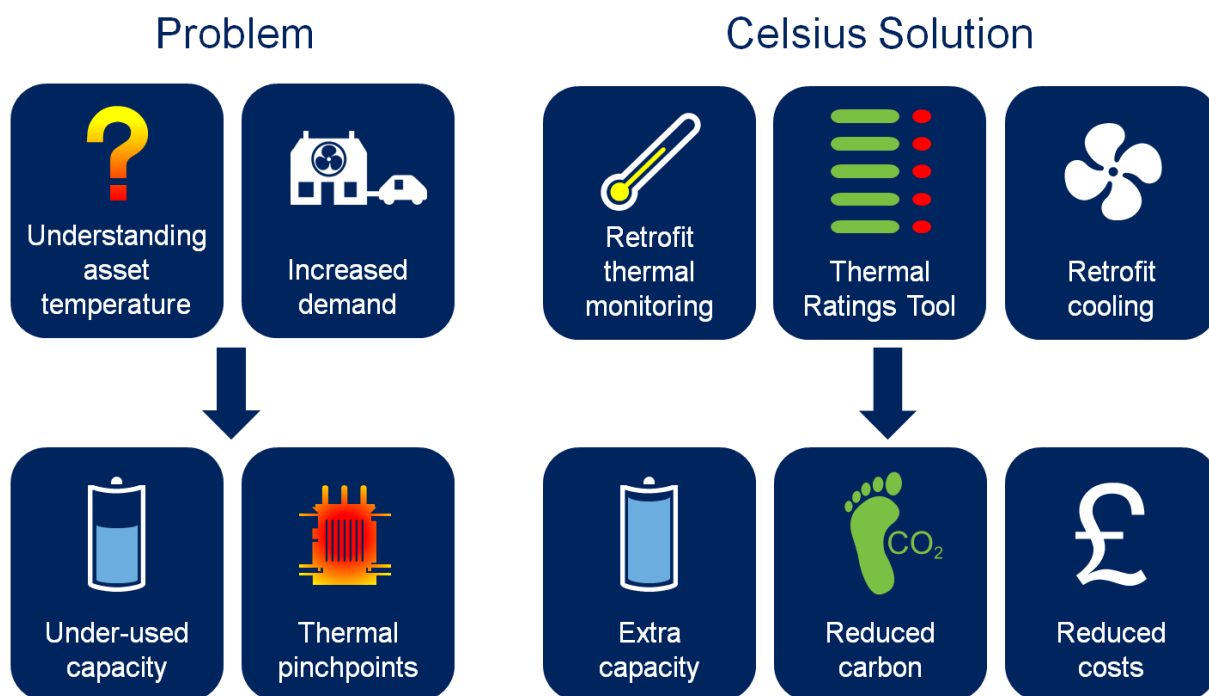 Problem
Celsius Solution
?
Understanding
asset
temperature
Increased
demand
Retrofit
thermal
monitoring
Thermal
Ratings Tool
Retrofit
cooling
Under-used
capacity
Thermal
pinchpoints
Extra
capacity
CO₂
Reduced
carbon
£
Reduced
costs